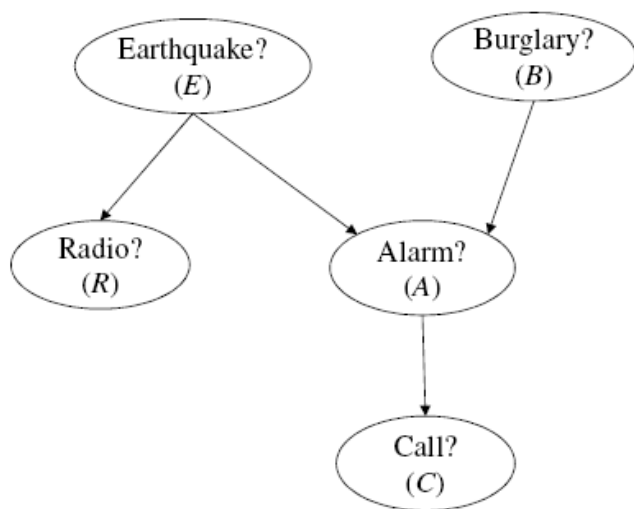 Earthquake?
(E)
Burglary?
(B)
Radio?
(R)
Alarm?
(A)
Call?
(C)